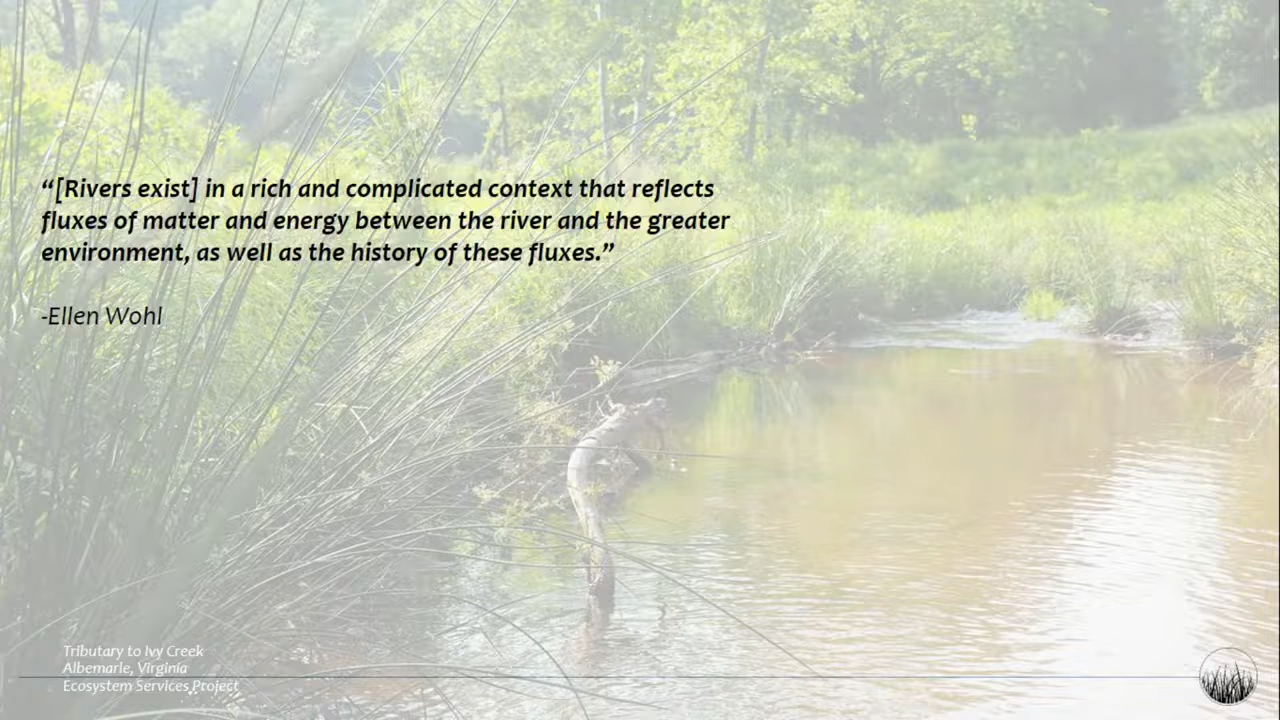 “[Rivers exist] in a rich and complicated context that reflects
fluxes of matter and energy between the river and the greater
environment, as well as the history of these fluxes.”
-Ellen Wohl
Tributary to Ivy Creek
Albemarle, Virginia
Ecosystem Services Project